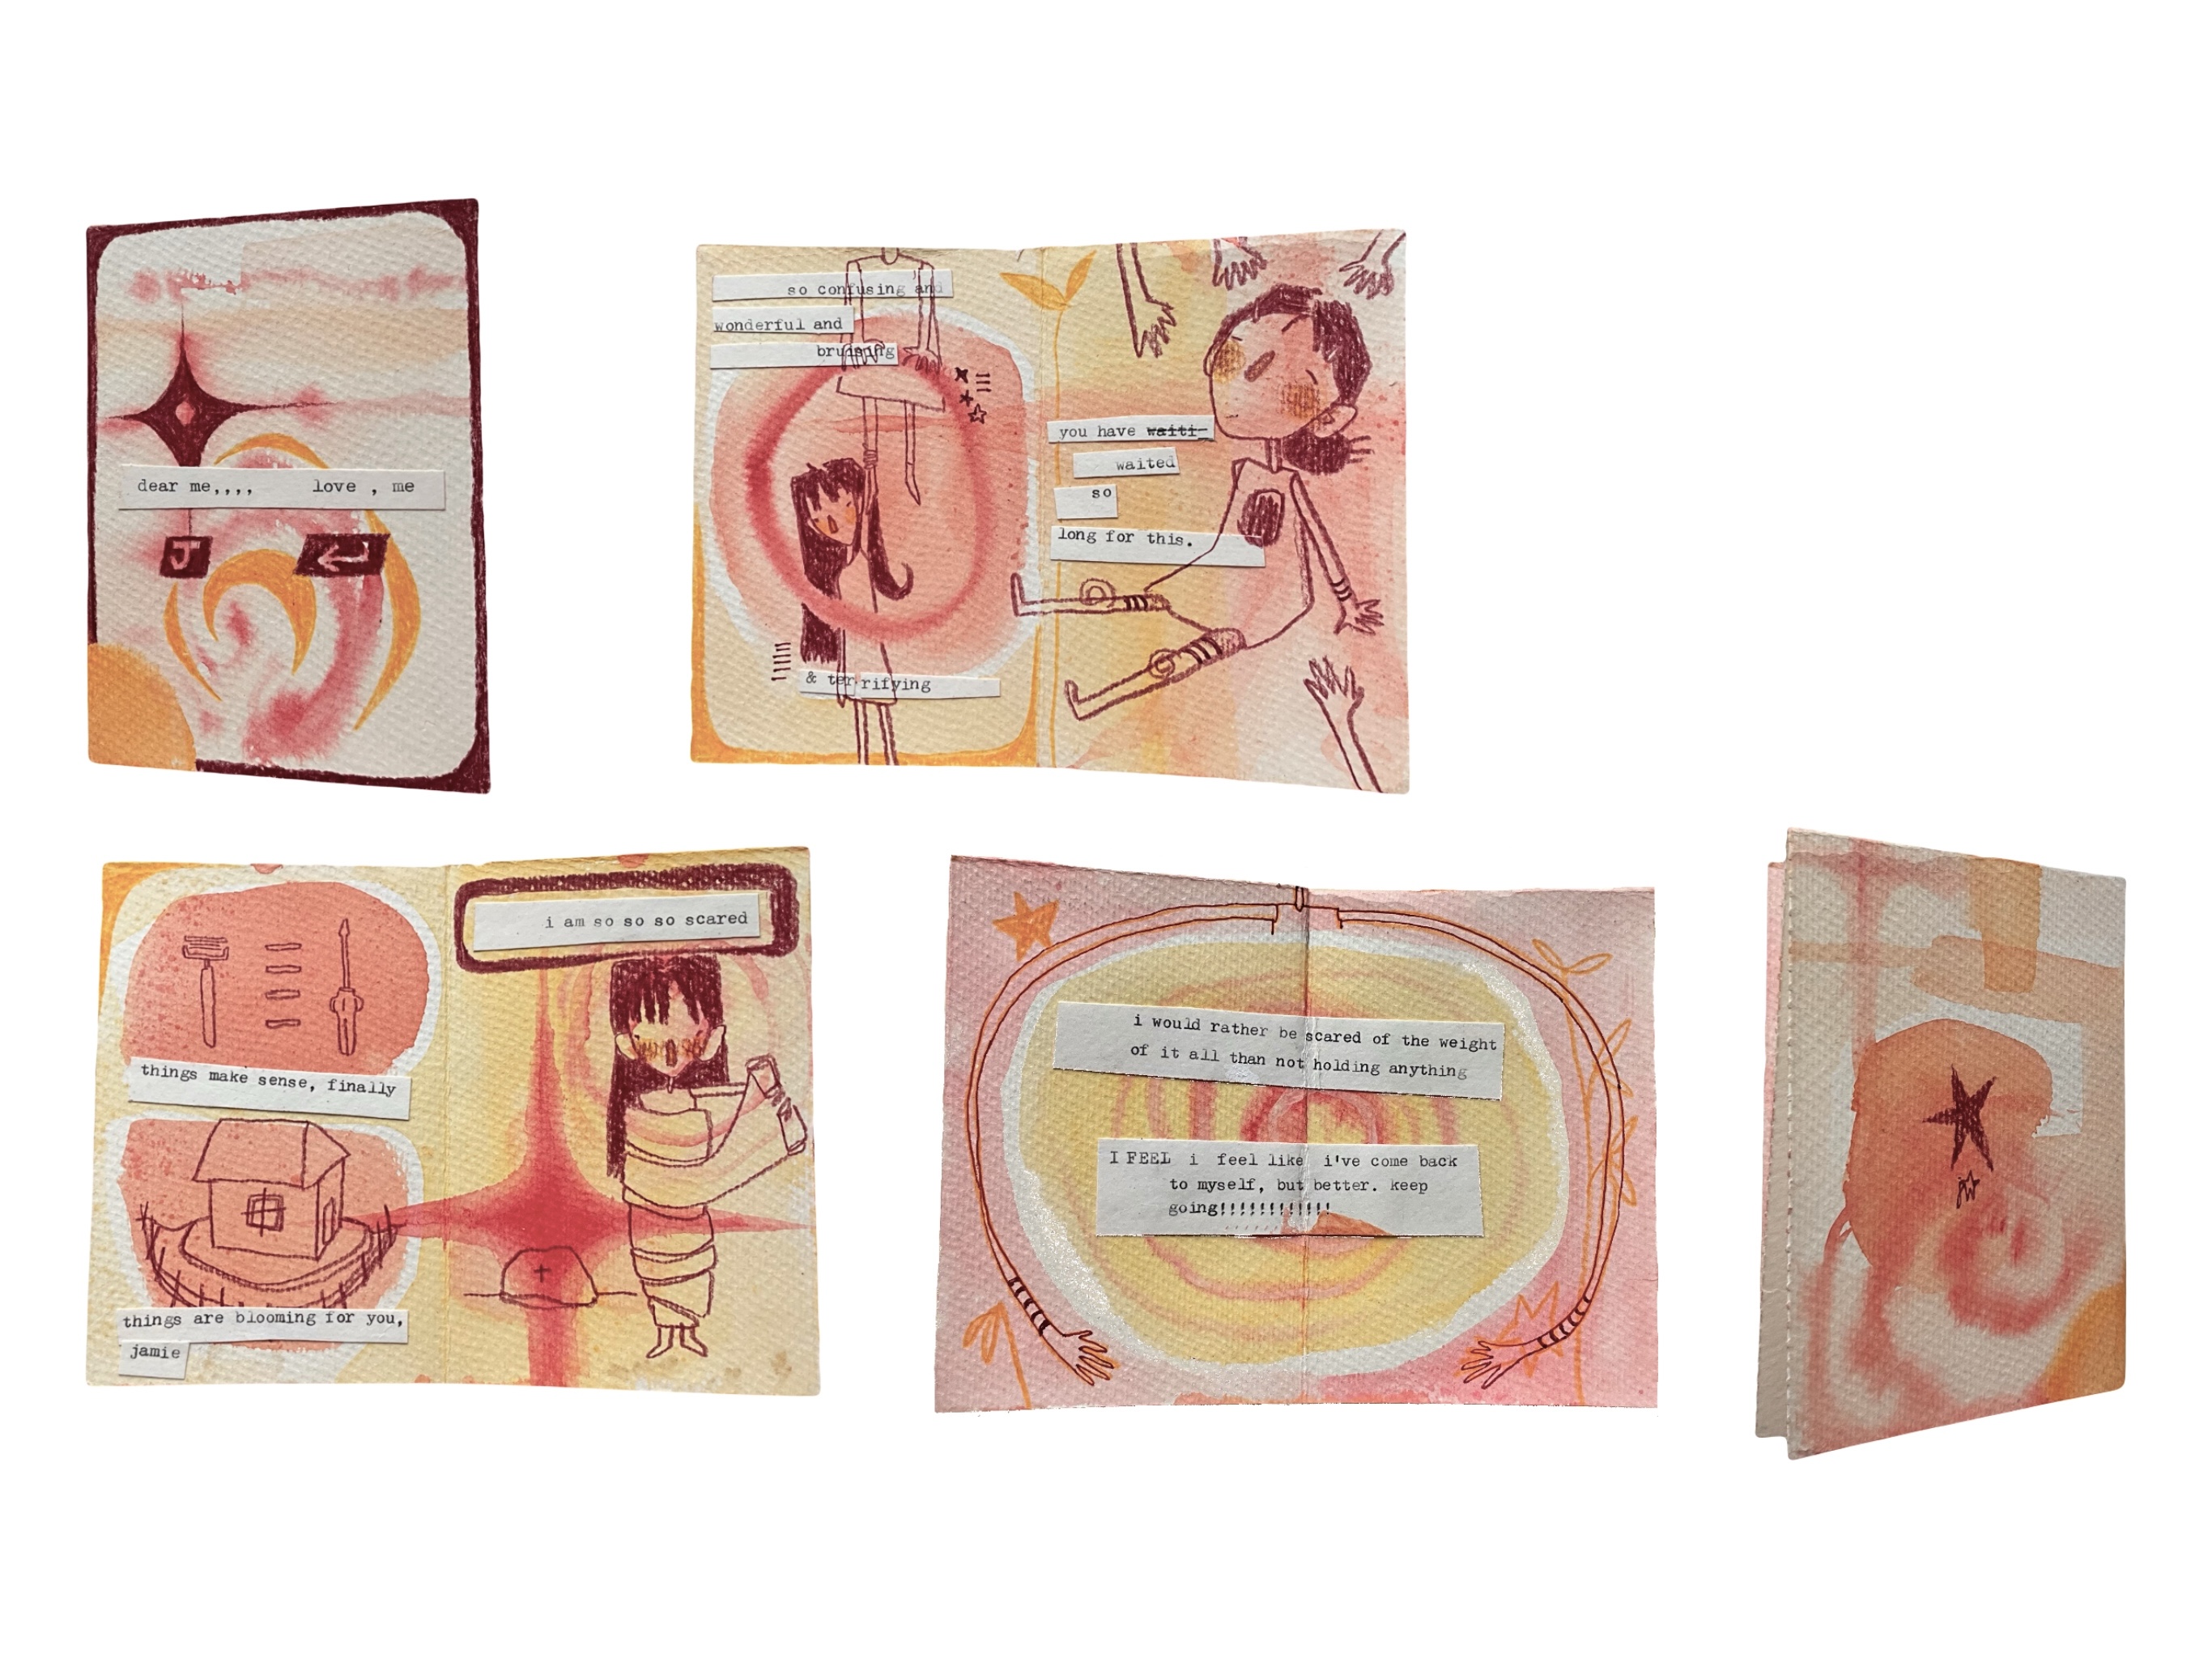 dear me,,,, love , me
J
so confusing and
wonderful and
bruising
& terrifying
you have waiti
waited
so
long for this.
things make sense, finally
things are blooming for you,
jamie
i am so so so scared
i would rather be scared of the weight
of it all than not holding anything
I FEEL i feel like i've come back
to myself, but better. keep
going!!!!!!!!!!!!